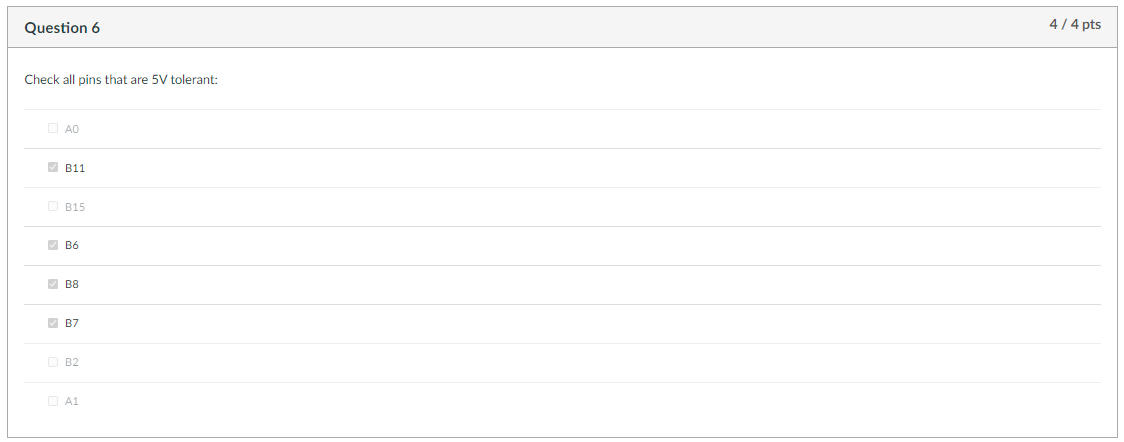 Question 6
4 / 4 pts
Check all pins that are 5V tolerant:
A0
B11
B15
B6
B8
B7
B2
A1